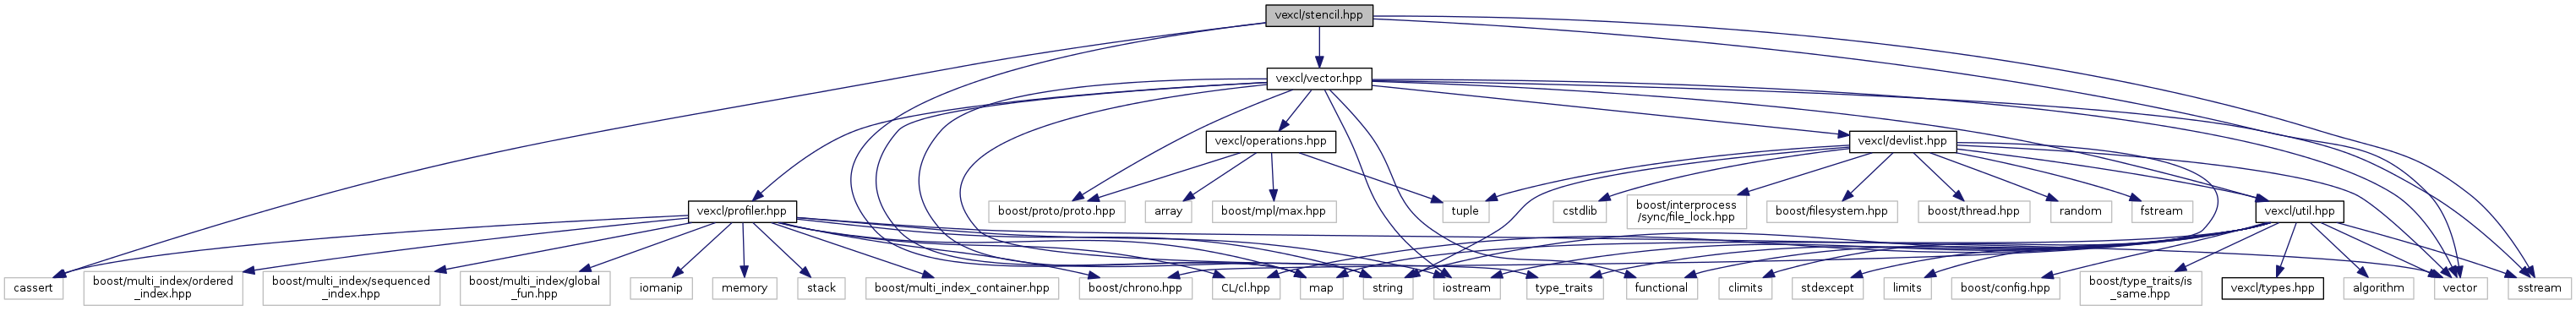 vexcl/stencil.hpp
vexcl/vector.hpp
vexcl/operations.hpp
vexcl/devlist.hpp
vexcl/profiler.hpp
boost/proto/proto.hpp
array
boost/mpl/max.hpp
tuple
cstdlib
boost/interprocess
/sync/file_lock.hpp
boost/filesystem.hpp
boost/thread.hpp
random
fstream
vexcl/util.hpp
cassert
boost/multi_index/ordered
_index.hpp
boost/multi_index/sequenced
_index.hpp
boost/multi_index/global
_fun.hpp
iomanip
memory
stack
boost/multi_index_container.hpp
boost/chrono.hpp
CL/cl.hpp
map
string
iostream
type_traits
functional
climits
stdexcept
limits
boost/config.hpp
boost/type_traits/is
_same.hpp
vexcl/types.hpp
algorithm
vector
sstream